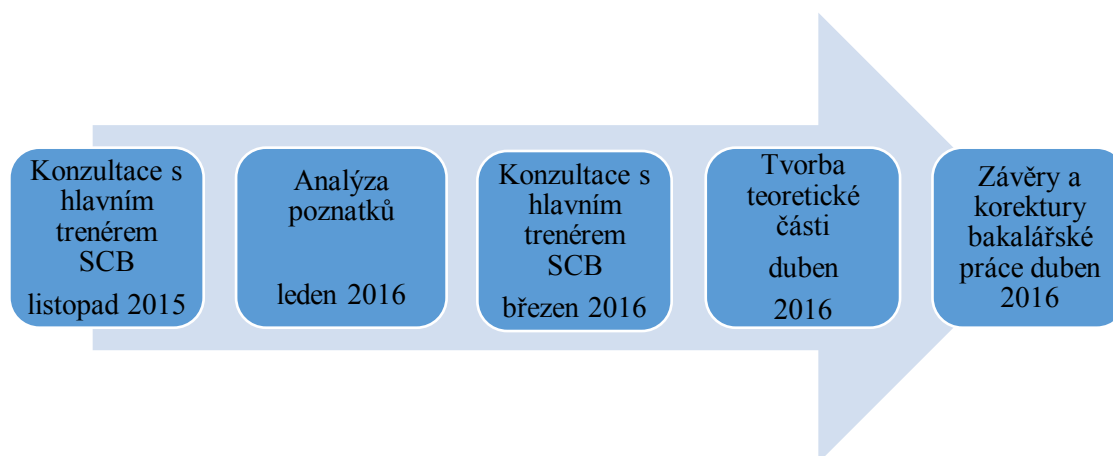 Konzultace s
hlavním
trenérem
SCB
listopad 2015
Analýza
poznatků
leden 2016
Konzultace s
hlavním
trenérem
SCB
březen 2016
Tvorba
teoretické
části
duben
2016
Závěry a
korektury
bakalářské
práce duben
2016